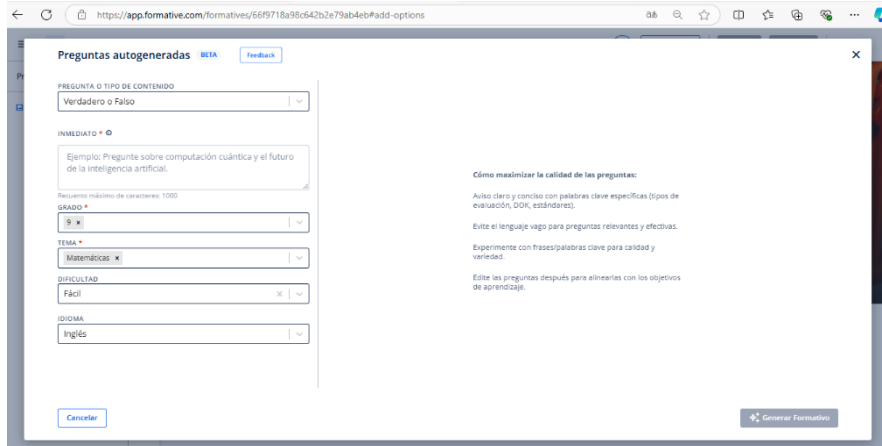 https://app.formative.com/formatives/66f9718a98c642b2e79ab4eb#add-options
Preguntas autogeneradas BETA Feedback
PREGUNTA O TIPO DE CONTENIDO
Verdadero o Falso
INMEDIATO *
Ejemplo: Pregunte sobre computación cuántica y el futuro
de la inteligencia artificial.
Recuento máximo de caracteres: 1000
GRADO *
9 ×
TEMA *
Matemáticas ×
DIFICULTAD
Fácil
IDIOMA
Inglés
Cómo maximizar la calidad de las preguntas:
Aviso claro y conciso con palabras clave específicas (tipos de
evaluación, DOK, estándares).
Evite el lenguaje vago para preguntas relevantes y efectivas.
Experimente con frases/palabras clave para calidad y
variedad.
Edite las preguntas después para alinearlas con los objetivos
de aprendizaje.
Cancelar
Generar Formativo